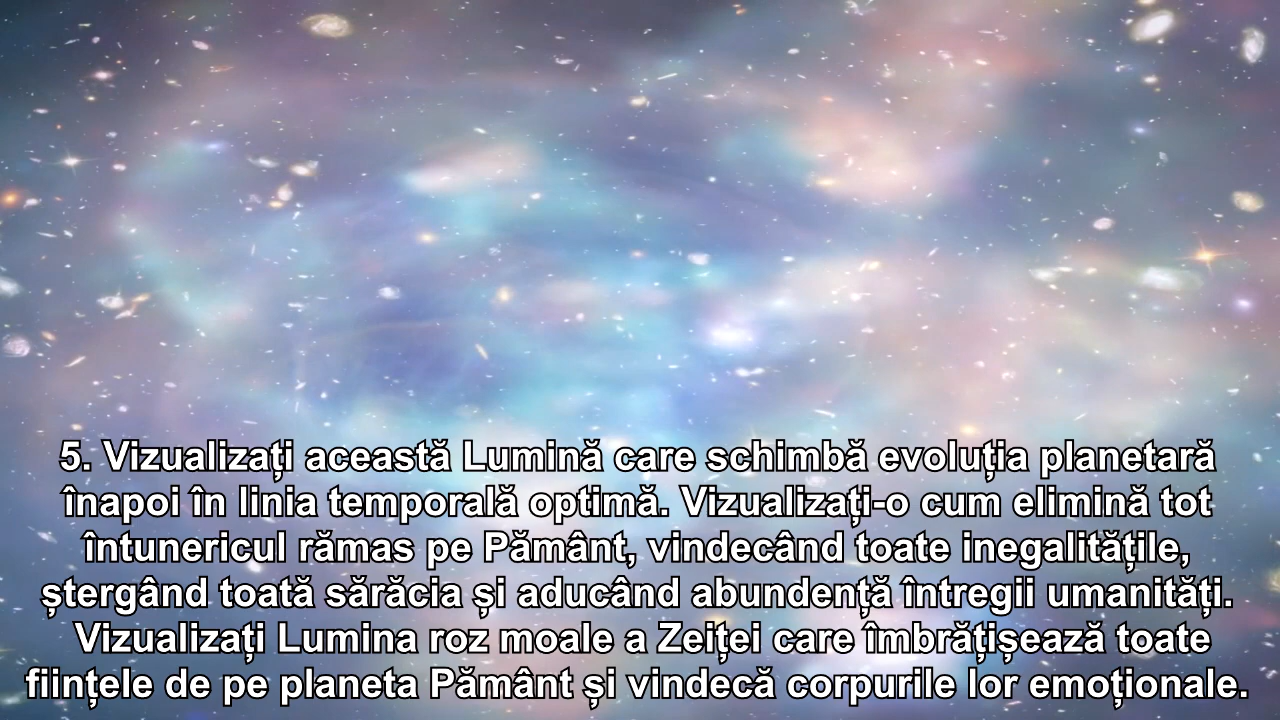 5. Vizualizați această Lumină care schimbă evoluția planetară
înapoi în linia temporală optimă. Vizualizați-o cum elimină tot
întunericul rămas pe Pământ, vindecând toate inegalitățile,
ștergând toată sărăcia și aducând abundență întregii umanități.
Vizualizați Lumina roz moale a Zeiței care îmbrățișează toate
ființele de pe planeta Pământ și vindecă corpurile lor emoționale.